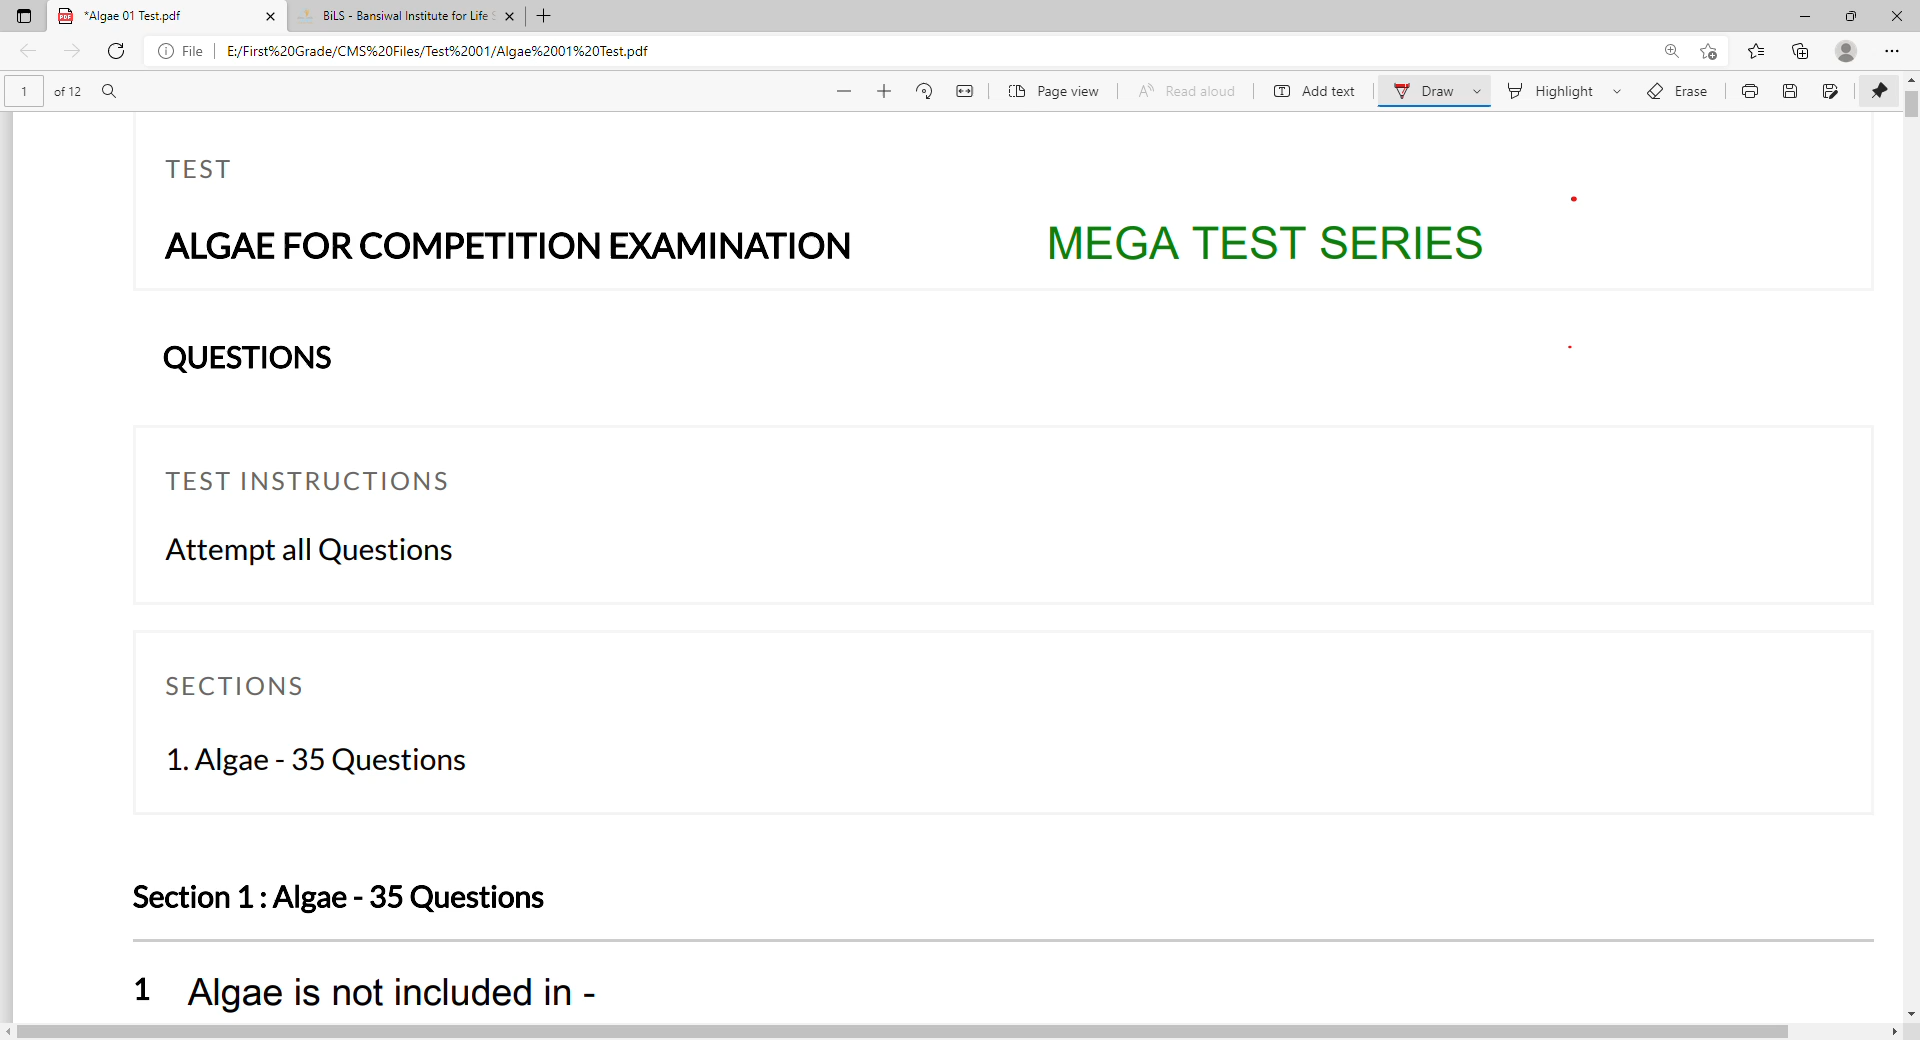 *Algae 01 Test.pdf
BiLS - Bansiwal Institute for Life
File
E:/First%20Grade/CMS%20Files/Test%2001/Algae%2001%20Test.pdf
1 of 12
Page view
Read aloud
Add text
Draw
Highlight
Erase
TEST
ALGAE FOR COMPETITION EXAMINATION
MEGA TEST SERIES
QUESTIONS
TEST INSTRUCTIONS
Attempt all Questions
SECTIONS
1. Algae - 35 Questions
Section 1 : Algae - 35 Questions
1 Algae is not included in -